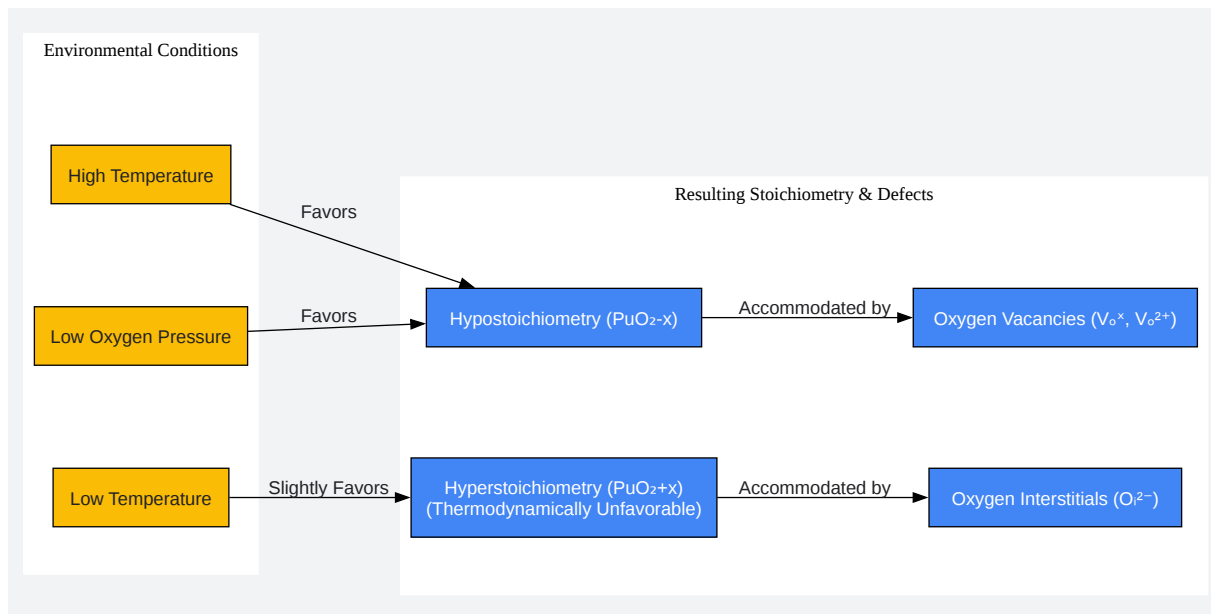 Environmental Conditions
High Temperature
Favors
Resulting Stoichiometry & Defects
Low Oxygen Pressure
Favors
Hypostoichiometry (PuO₂-x)
Accommodated by
Oxygen Vacancies (Vₒˣ, Vₒ²⁺)
Low Temperature
Slightly Favors
Hyperstoichiometry (PuO₂+x)
(Thermodynamically Unfavorable)
Accommodated by
Oxygen Interstitials (Oᵢ²⁻)